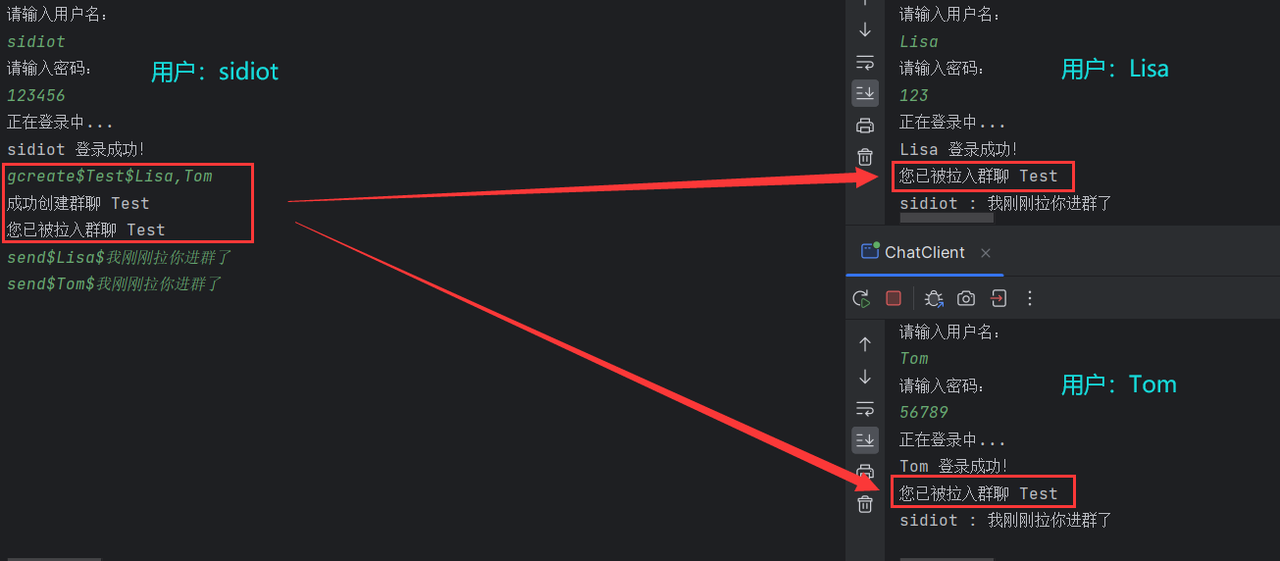 请输入用户名：
sidiot
请输入密码：
123456
正在登录中...
sidiot 登录成功！
gcreate$Test$Lisa,Tom
成功创建群聊 Test
您已被拉入群聊 Test
send$Lisa$我刚刚拉你进群了
send$Tom$我刚刚拉你进群了
用户：sidiot
请输入用户名：
Lisa
请输入密码：
123
正在登录中...
Lisa 登录成功！
您已被拉入群聊 Test
sidiot : 我刚刚拉你进群了
用户：Lisa
ChatClient
请输入用户名：
Tom
请输入密码：
56789
正在登录中...
Tom 登录成功！
您已被拉入群聊 Test
sidiot : 我刚刚拉你进群了
用户：Tom